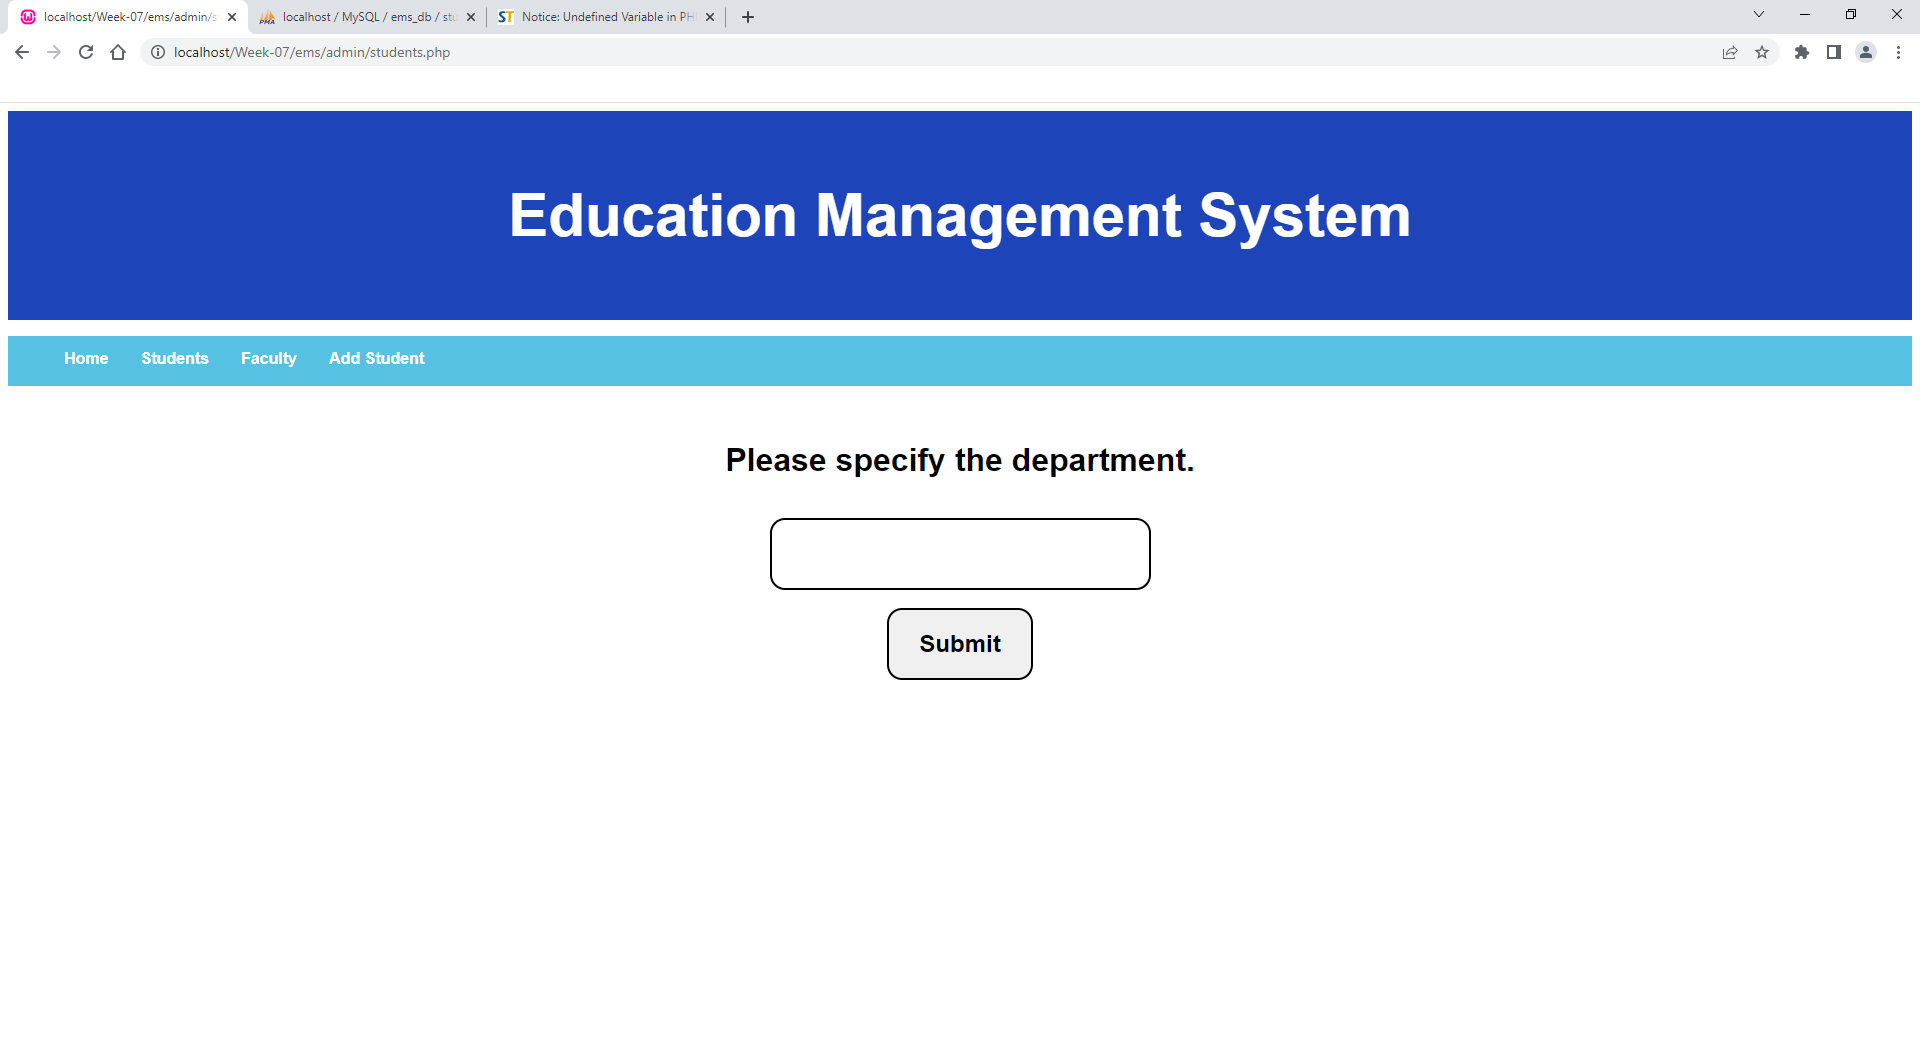 localhost/Week-07/ems/admin/s
localhost / MySQL / ems_db / stu
ST Notice: Undefined Variable in PH
localhost/Week-07/ems/admin/students.php
Education Management System
Home Students Faculty Add Student
Please specify the department.
Submit